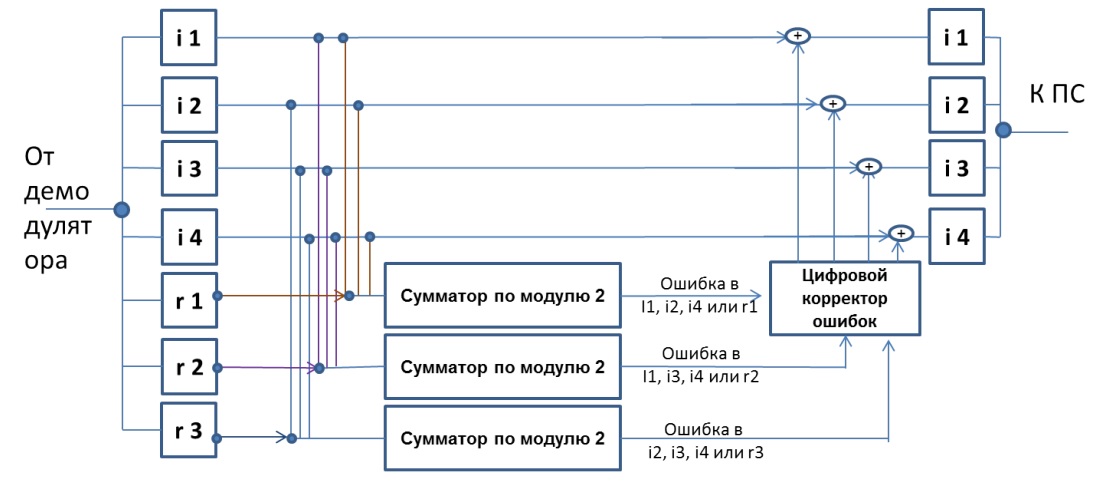 От
демо
дулят
ора
i 1
i 2
i 3
i 4
r 1
r 2
r 3
Сумматор по модулю 2
Сумматор по модулю 2
Сумматор по модулю 2
Ошибка в
I1, i2, i4 или r1
Ошибка в
I1, i3, i4 или r2
Ошибка в
i2, i3, i4 или r3
Цифровой
корректор
ошибок
+
+
+
+
i 1
i 2
i 3
i 4
К ПС